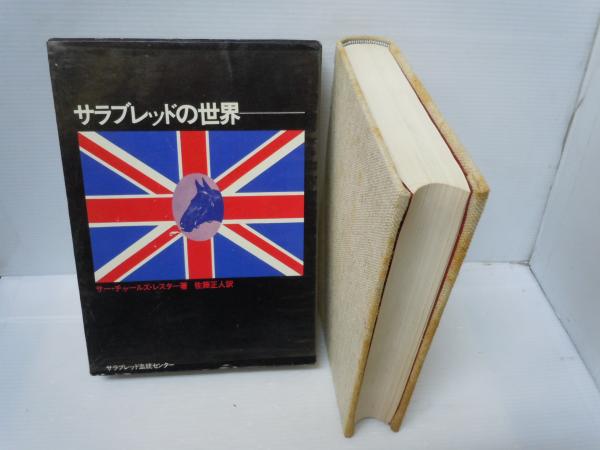 サラブレッドの世界
サー・チャールズ・レスター著 佐藤正人訳
サラブレッド血統センター